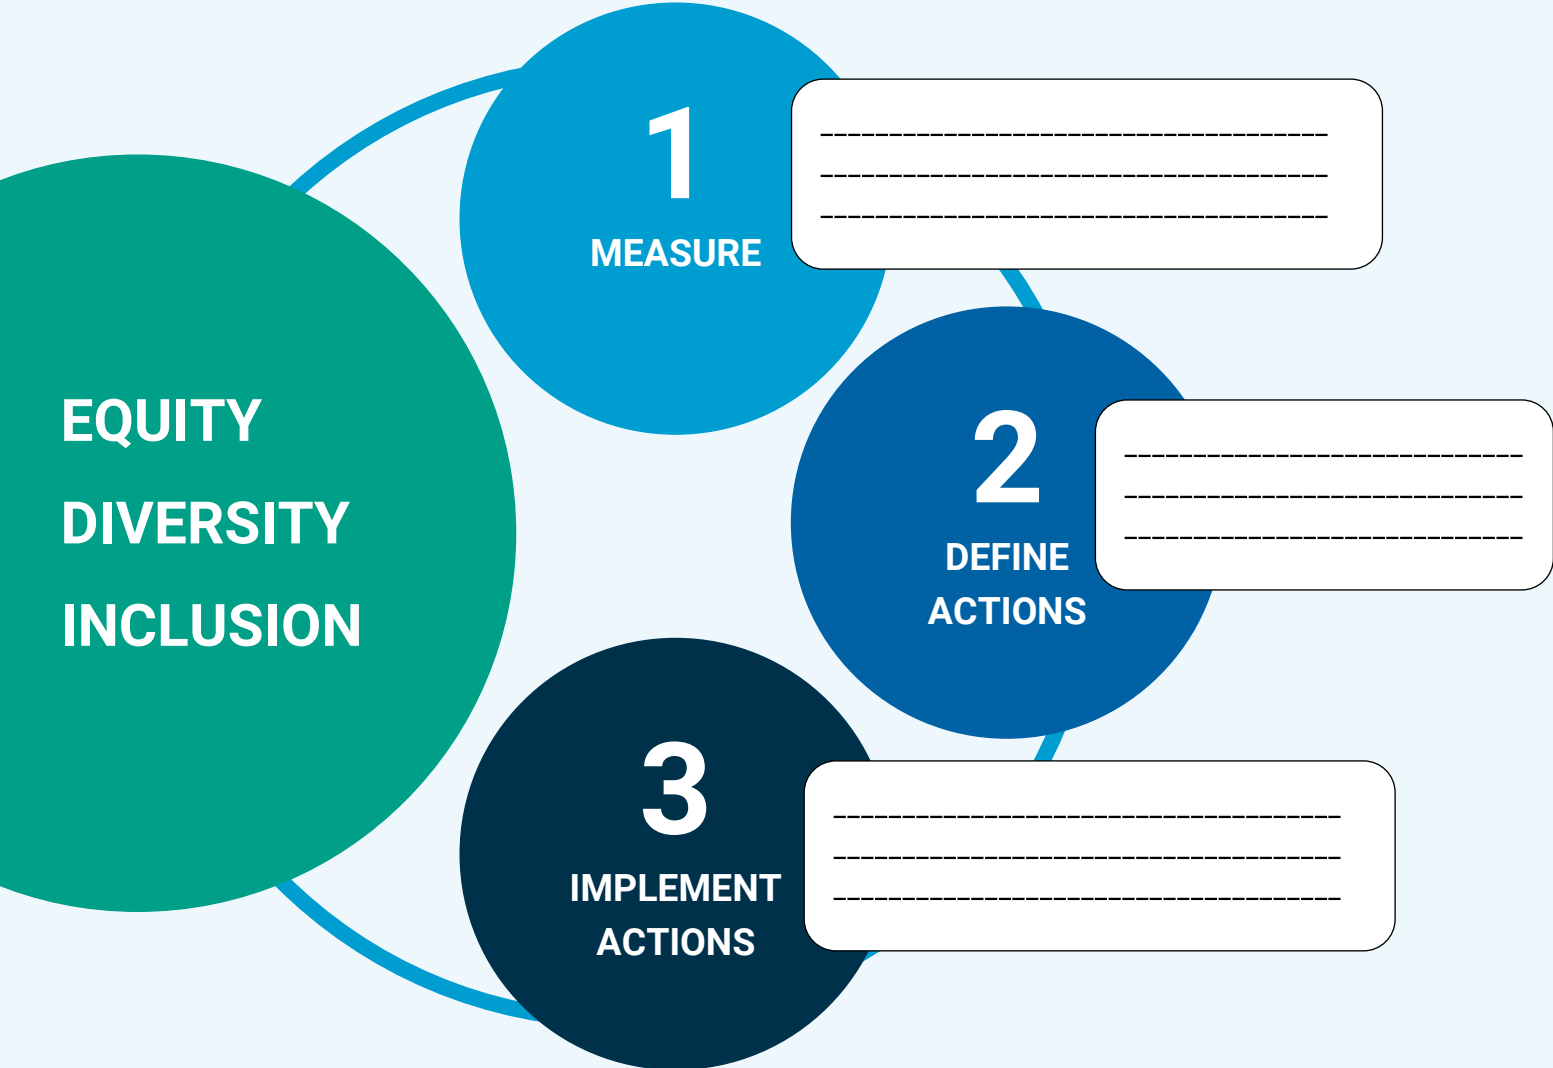 EQUITY
DIVERSITY
INCLUSION
1
MEASURE
2
DEFINE
ACTIONS
3
IMPLEMENT
ACTIONS